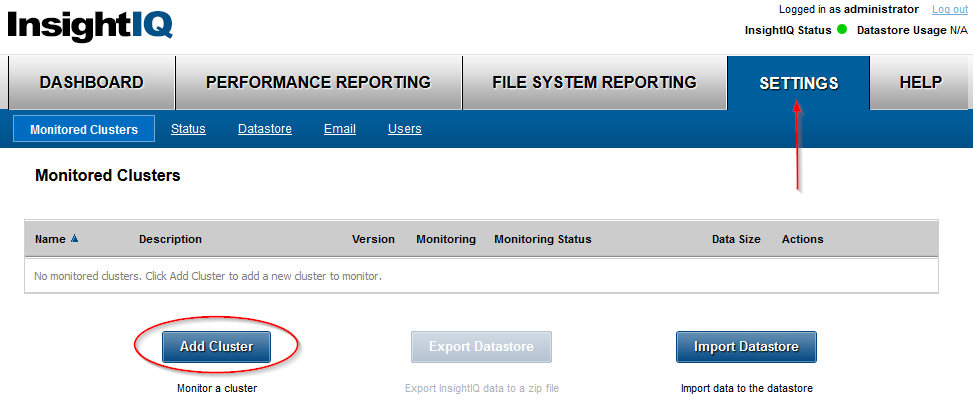 InsightIQ
Logged in as administrator Log out
InsightIQ Status Datastore Usage N/A
DASHBOARD PERFORMANCE REPORTING FILE SYSTEM REPORTING SETTINGS HELP
Monitored Clusters Status Datastore Email Users
Monitored Clusters
Name Description Version Monitoring Monitoring Status Data Size Actions
No monitored clusters. Click Add Cluster to add a new cluster to monitor.
Add Cluster Export Datastore Import Datastore
Monitor a cluster Export InsightIQ data to a zip file Import data to the datastore